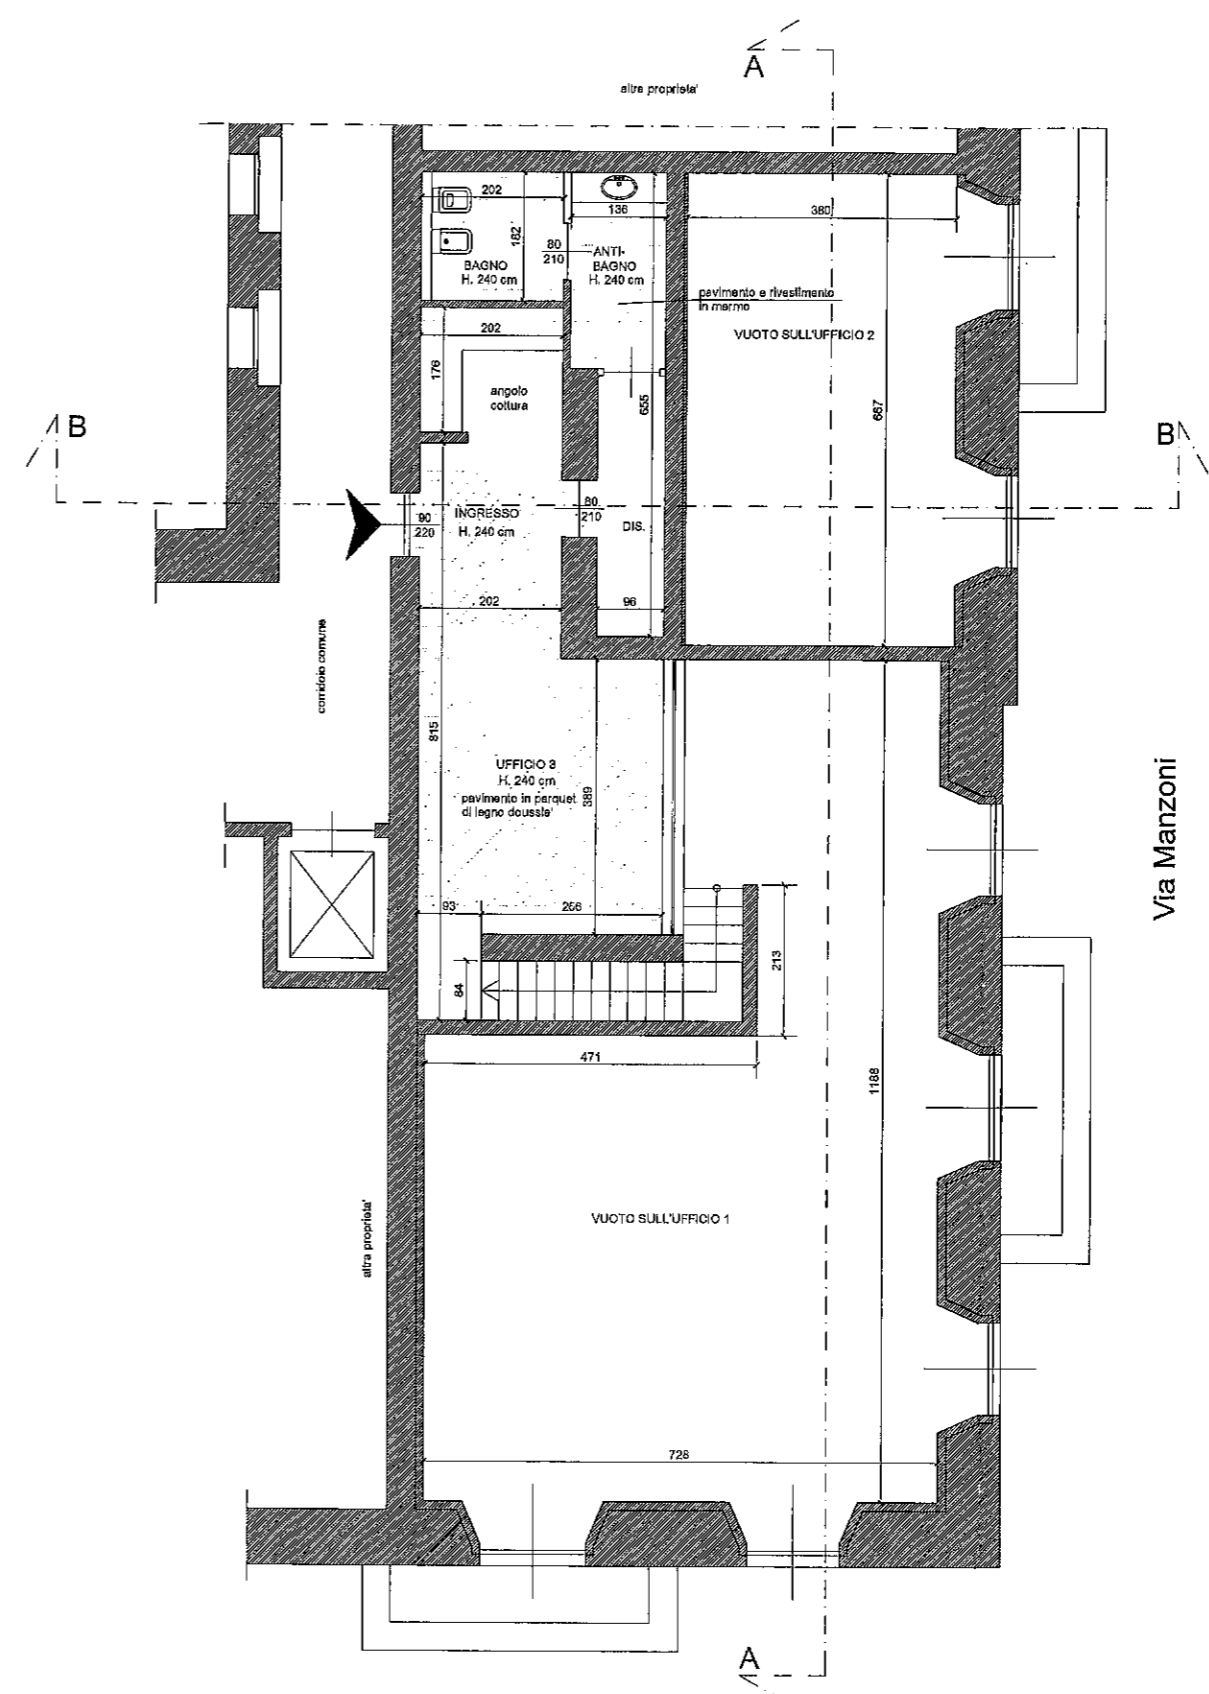 A
altra proprieta'
202
136
380
182
80
210
ANTI-
BAGNO
H. 240 cm
BAGNO
H. 240 cm
pavimento e rivestimento
in marmo
VUOTO SULL'UFFICIO 2
202
176
angolo
cottura
655
667
B
B
90
220
INGRESSO
H. 240 cm
80
210
DIS.
202
96
corridoio comune
815
UFFICIO 3
H. 240 cm
pavimento in parquet
di legno doussie'
389
Via Manzoni
93
266
84
213
471
1188
altra proprieta'
VUOTO SULL'UFFICIO 1
728
A